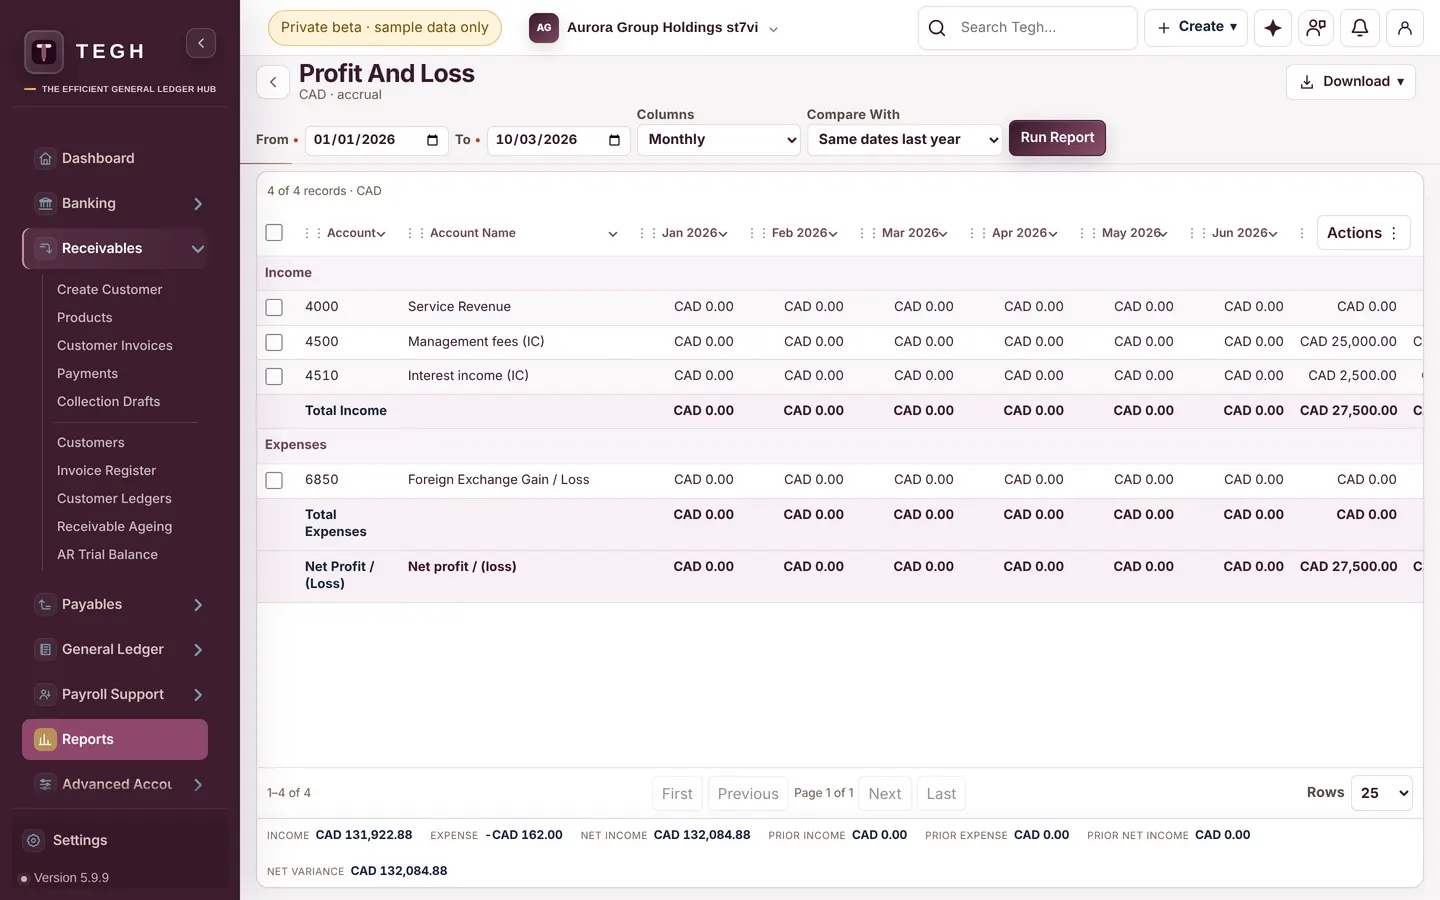 TEGH
THE EFFICIENT GENERAL LEDGER HUB
Dashboard
Banking
Receivables
Create Customer
Products
Customer Invoices
Payments
Collection Drafts
Customers
Invoice Register
Customer Ledgers
Receivable Ageing
AR Trial Balance
Payables
General Ledger
Payroll Support
Reports
Advanced Accou
Settings
Version 5.9.9
Private beta · sample data only
AG Aurora Group Holdings st7vi
Search Tegh...
Create
Profit And Loss
CAD · accrual
Download
From 01/01/2026 To 10/03/2026
Columns
Monthly
Compare With
Same dates last year
Run Report
4 of 4 records · CAD
Account Account Name Jan 2026 Feb 2026 Mar 2026 Apr 2026 May 2026 Jun 2026 Actions
Income
4000 Service Revenue CAD 0.00 CAD 0.00 CAD 0.00 CAD 0.00 CAD 0.00 CAD 0.00 CAD 0.00
4500 Management fees (IC) CAD 0.00 CAD 0.00 CAD 0.00 CAD 0.00 CAD 0.00 CAD 0.00 CAD 25,000.00 C
4510 Interest income (IC) CAD 0.00 CAD 0.00 CAD 0.00 CAD 0.00 CAD 0.00 CAD 0.00 CAD 2,500.00
Total Income CAD 0.00 CAD 0.00 CAD 0.00 CAD 0.00 CAD 0.00 CAD 0.00 CAD 27,500.00 C
Expenses
6850 Foreign Exchange Gain / Loss CAD 0.00 CAD 0.00 CAD 0.00 CAD 0.00 CAD 0.00 CAD 0.00 CAD 0.00
Total Expenses CAD 0.00 CAD 0.00 CAD 0.00 CAD 0.00 CAD 0.00 CAD 0.00 CAD 0.00
Net Profit / (Loss) Net profit / (loss) CAD 0.00 CAD 0.00 CAD 0.00 CAD 0.00 CAD 0.00 CAD 0.00 CAD 27,500.00 C
1–4 of 4 First Previous Page 1 of 1 Next Last Rows 25
INCOME CAD 131,922.88 EXPENSE -CAD 162.00 NET INCOME CAD 132,084.88 PRIOR INCOME CAD 0.00 PRIOR EXPENSE CAD 0.00 PRIOR NET INCOME CAD 0.00
NET VARIANCE CAD 132,084.88